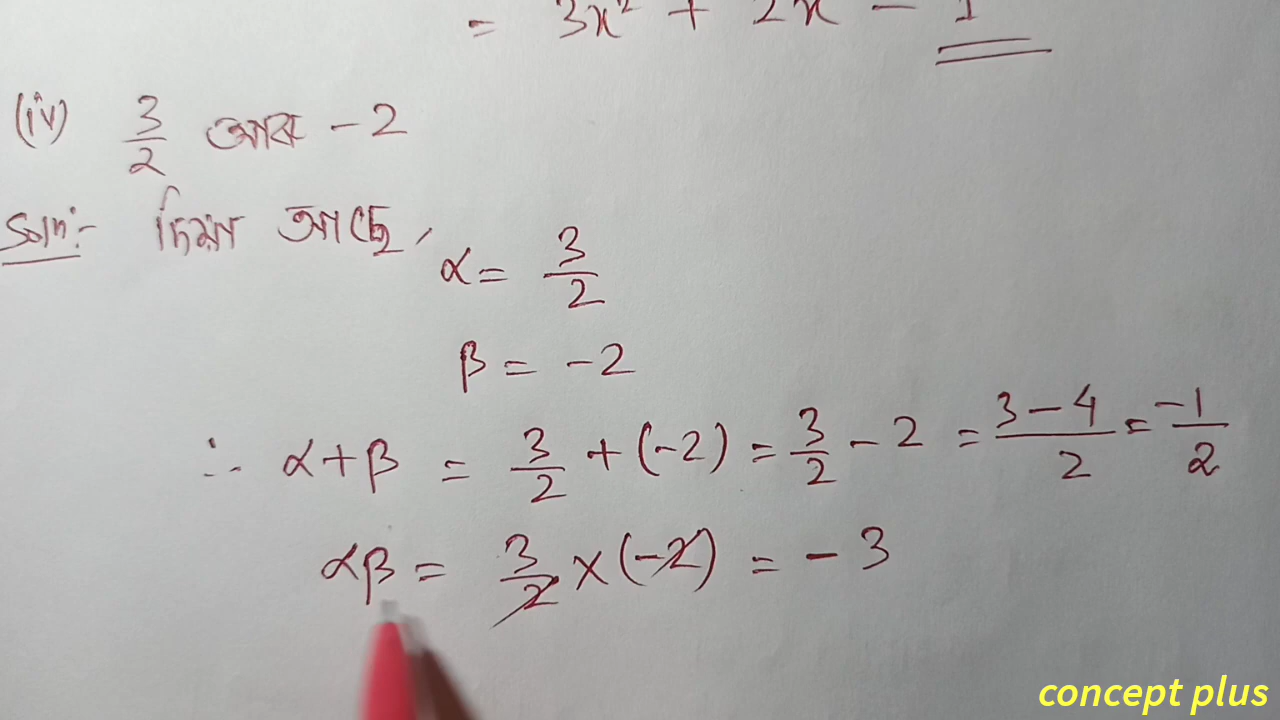 = 3x² + 2x - 1
(iv) 3/2 আৰু -2
Soln:- দিয়া আছে,
α = 3/2
β = -2
∴ α+β = 3/2 + (-2) = 3/2 - 2 = 3-4/2 = -1/2
αβ = 3/2 × (-2) = -3
concept plus